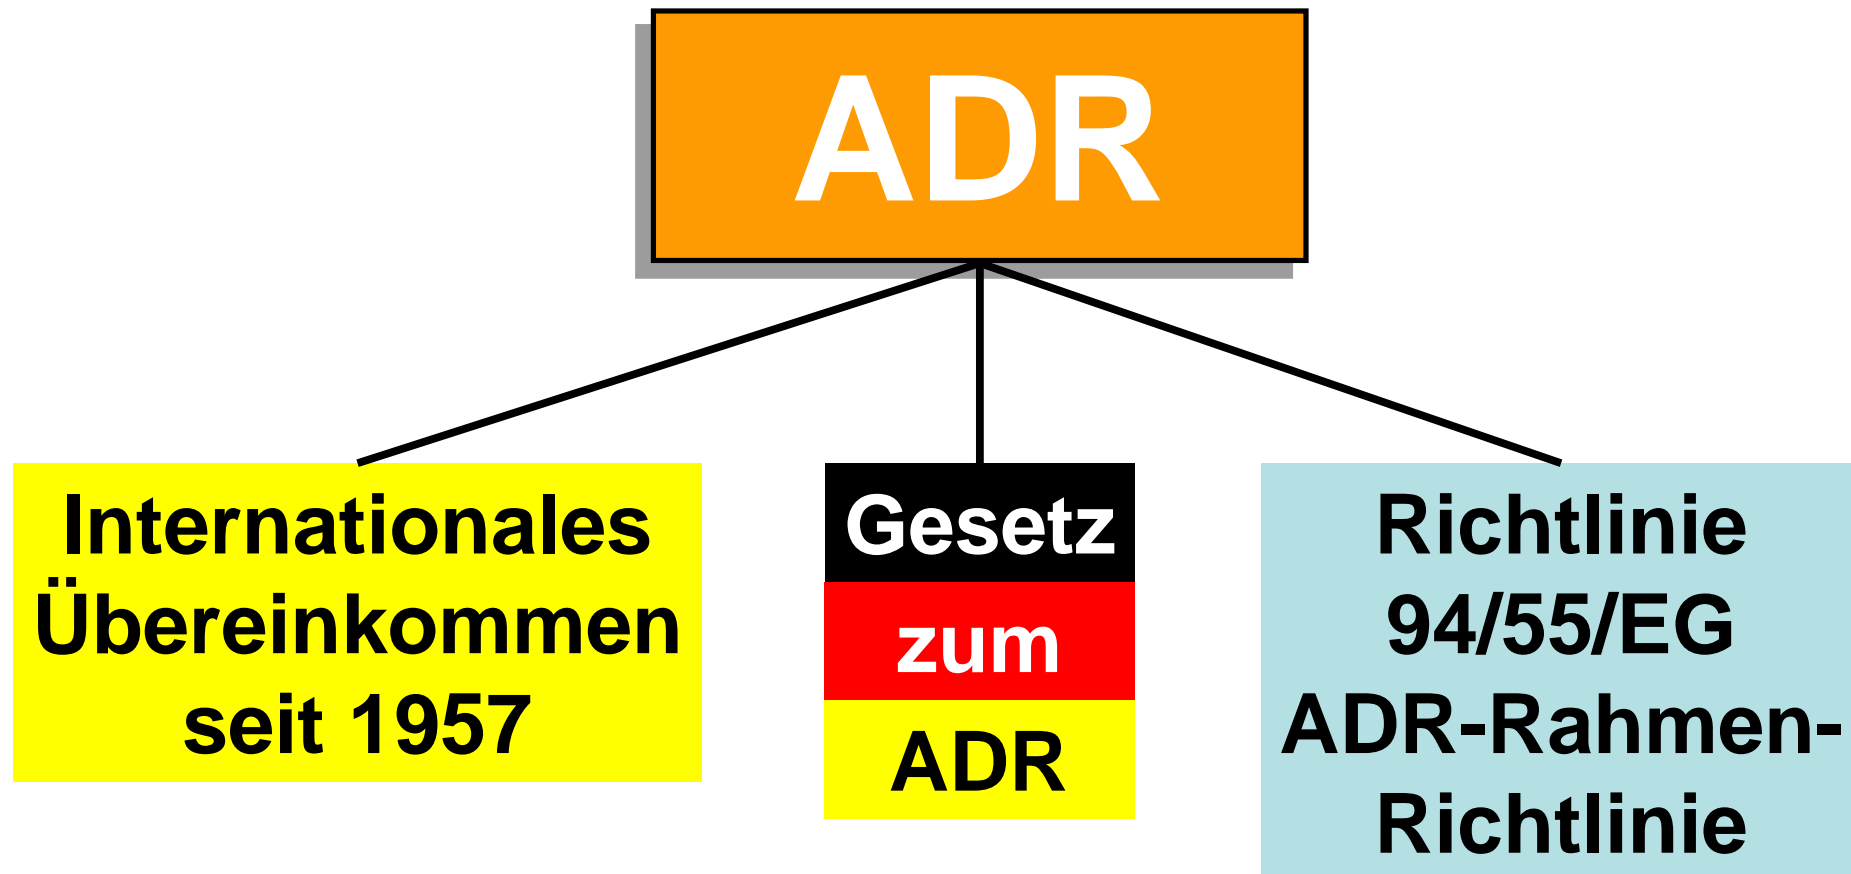 ADR
Internationales
Übereinkommen
seit 1957
Gesetz
zum
ADR
Richtlinie
94/55/EG
ADR-Rahmen-
Richtlinie